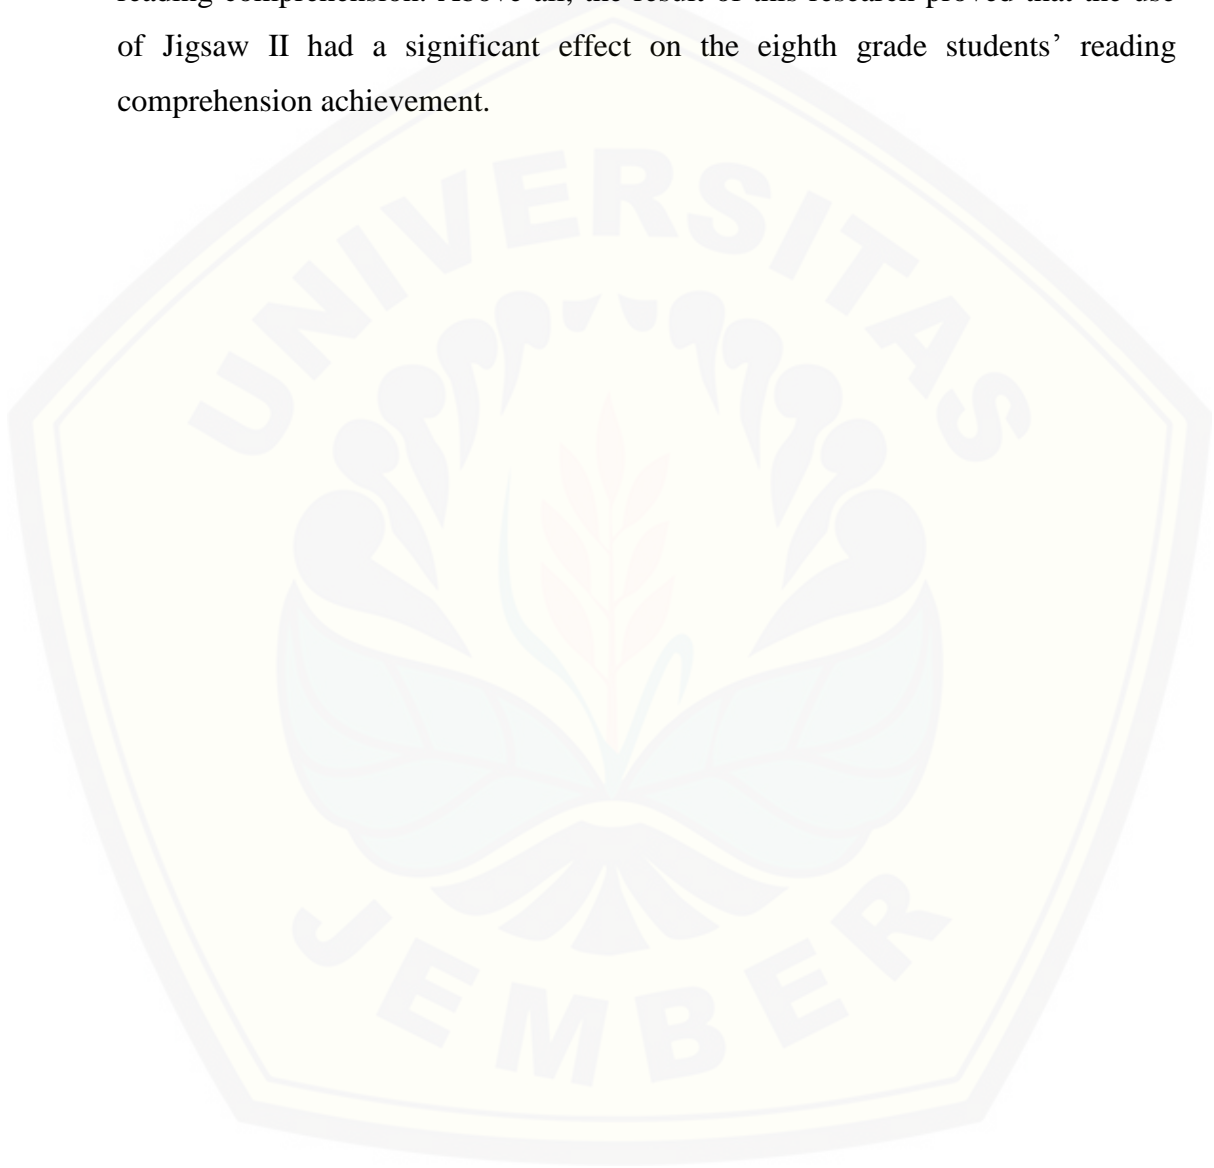 reading comprehension. Above all, the result of this research proved that the use
of Jigsaw II had a significant effect on the eighth grade students’ reading
comprehension achievement.
UNIVERSITAS
JEMBER